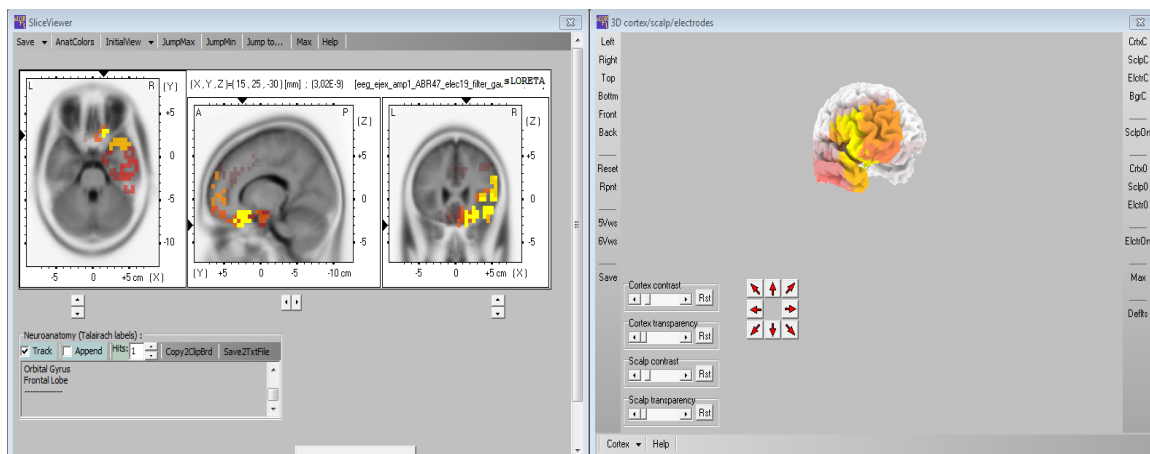 SliceViewer
Save AnatColors InitialView JumpMax JumpMin Jump to... Max Help
L R (Y)
+5
0
-5
-10
-5 0 +5 cm (X)
(X, Y, Z)=(15, 25, -30) [mm] ; (3,02E-9) [eeg_ejex_amp1_ABR47_elec19_filter_gau sLORETA
A P (Z)
+5
0
-5
(Y) +5 0 -5 -10 cm
L R (Z)
+5
0
-5
-5 0 +5 cm (X)
Neuroanatomy (Talairach labels) :
Track Append Hits: 1 Copy2ClipBrd Save2TxtFile
Orbital Gyrus
Frontal Lobe
-------------
3D cortex/scalp/electrodes
Left
Right
Top
Bottm
Front
Back
Reset
Rpnt
5Vws
6Vws
Save
CrtxC
SclpC
ElctrC
BgrC
SclpOn
Crtx0
Sclp0
Elctr0
ElctrOn
Max
Deflts
Cortex contrast
Rst
Cortex transparency
Rst
Scalp contrast
Rst
Scalp transparency
Rst
Cortex Help